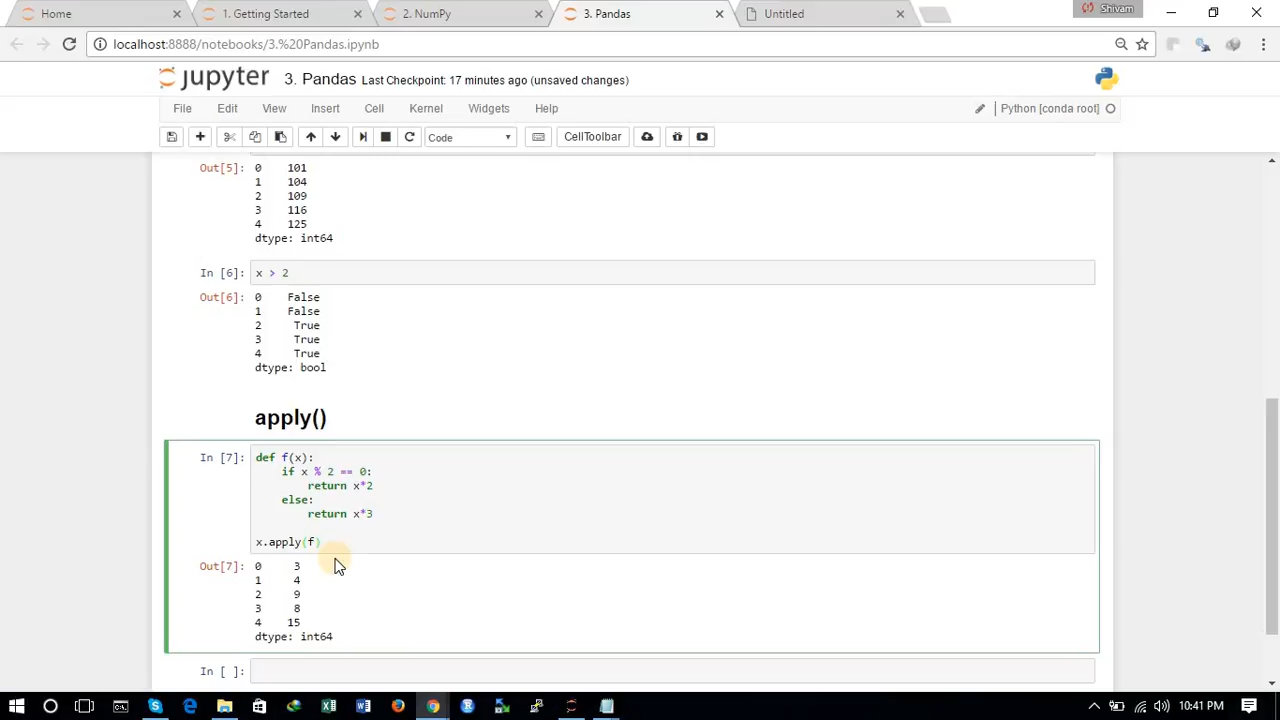 Home
1. Getting Started
2. NumPy
3. Pandas
Untitled
Shivam
localhost:8888/notebooks/3.%20Pandas.ipynb
jupyter 3. Pandas Last Checkpoint: 17 minutes ago (unsaved changes)
File Edit View Insert Cell Kernel Widgets Help Python [conda root]
Code CellToolbar
Out[5]: 0 101
1 104
2 109
3 116
4 125
dtype: int64
In [6]: x > 2
Out[6]: 0 False
1 False
2 True
3 True
4 True
dtype: bool
apply()
In [7]: def f(x):
if x % 2 == 0:
return x*2
else:
return x*3
x.apply(f)
Out[7]: 0 3
1 4
2 9
3 8
4 15
dtype: int64
In [ ]:
10:41 PM